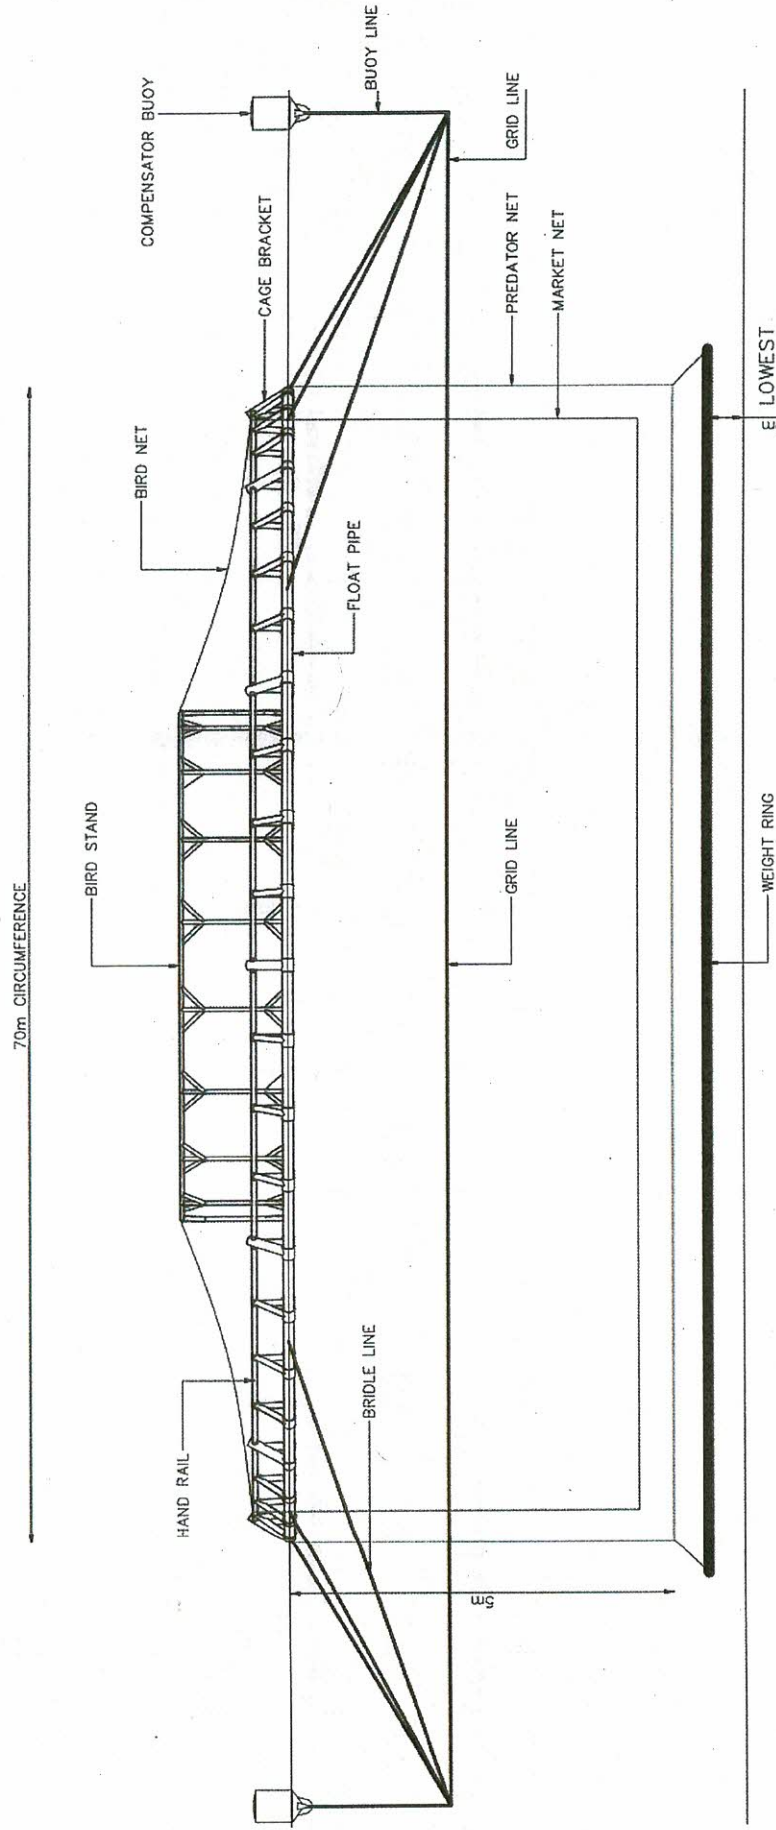 70m CIRCUMFERENCE
BIRD STAND
BIRD NET
COMPENSATOR BUOY
HAND RAIL
CAGE BRACKET
BUOY LINE
FLOAT PIPE
BRIDLE LINE
GRID LINE
GRID LINE
PREDATOR NET
MARKET NET
5m
WEIGHT RING
LOWEST